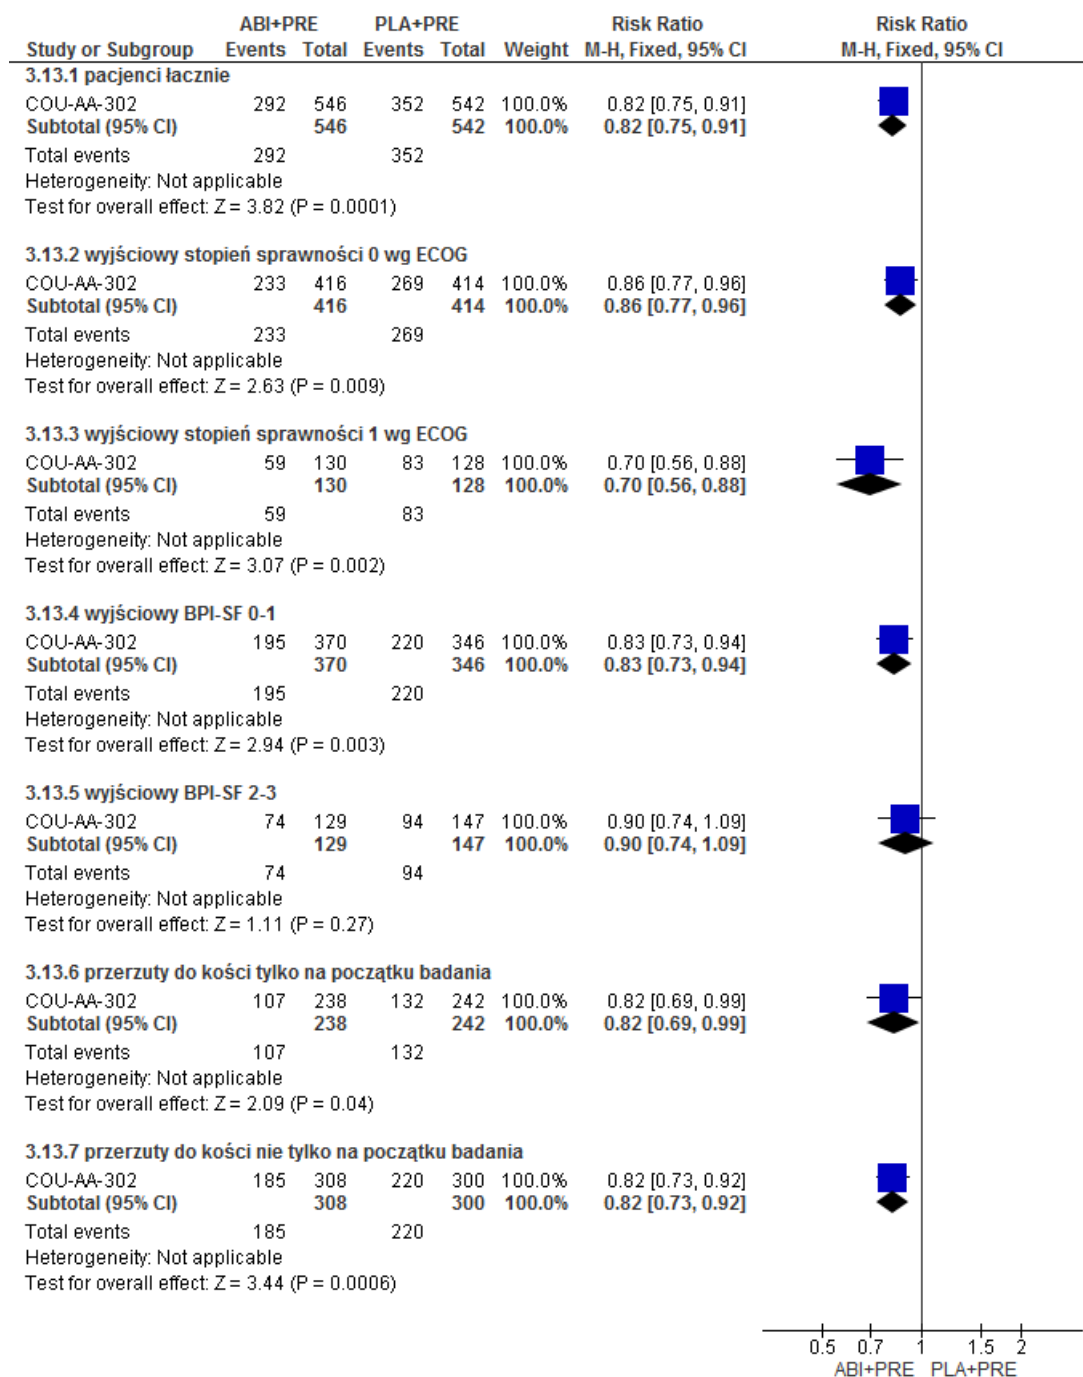 ABI+PRE PLA+PRE Risk Ratio Risk Ratio
Study or Subgroup Events Total Events Total Weight M-H, Fixed, 95% CI M-H, Fixed, 95% CI
3.13.1 pacjenci łacznie
COU-AA-302 292 546 352 542 100.0% 0.82 [0.75, 0.91]
Subtotal (95% CI) 546 542 100.0% 0.82 [0.75, 0.91]
Total events 292 352
Heterogeneity: Not applicable
Test for overall effect: Z = 3.82 (P = 0.0001)
3.13.2 wyjściowy stopień sprawności 0 wg ECOG
COU-AA-302 233 416 269 414 100.0% 0.86 [0.77, 0.96]
Subtotal (95% CI) 416 414 100.0% 0.86 [0.77, 0.96]
Total events 233 269
Heterogeneity: Not applicable
Test for overall effect: Z = 2.63 (P = 0.009)
3.13.3 wyjściowy stopień sprawności 1 wg ECOG
COU-AA-302 59 130 83 128 100.0% 0.70 [0.56, 0.88]
Subtotal (95% CI) 130 128 100.0% 0.70 [0.56, 0.88]
Total events 59 83
Heterogeneity: Not applicable
Test for overall effect: Z = 3.07 (P = 0.002)
3.13.4 wyjściowy BPI-SF 0-1
COU-AA-302 195 370 220 346 100.0% 0.83 [0.73, 0.94]
Subtotal (95% CI) 370 346 100.0% 0.83 [0.73, 0.94]
Total events 195 220
Heterogeneity: Not applicable
Test for overall effect: Z = 2.94 (P = 0.003)
3.13.5 wyjściowy BPI-SF 2-3
COU-AA-302 74 129 94 147 100.0% 0.90 [0.74, 1.09]
Subtotal (95% CI) 129 147 100.0% 0.90 [0.74, 1.09]
Total events 74 94
Heterogeneity: Not applicable
Test for overall effect: Z = 1.11 (P = 0.27)
3.13.6 przerzuty do kości tylko na początku badania
COU-AA-302 107 238 132 242 100.0% 0.82 [0.69, 0.99]
Subtotal (95% CI) 238 242 100.0% 0.82 [0.69, 0.99]
Total events 107 132
Heterogeneity: Not applicable
Test for overall effect: Z = 2.09 (P = 0.04)
3.13.7 przerzuty do kości nie tylko na początku badania
COU-AA-302 185 308 220 300 100.0% 0.82 [0.73, 0.92]
Subtotal (95% CI) 308 300 100.0% 0.82 [0.73, 0.92]
Total events 185 220
Heterogeneity: Not applicable
Test for overall effect: Z = 3.44 (P = 0.0006)
0.5 0.7 1 1.5 2
ABI+PRE PLA+PRE